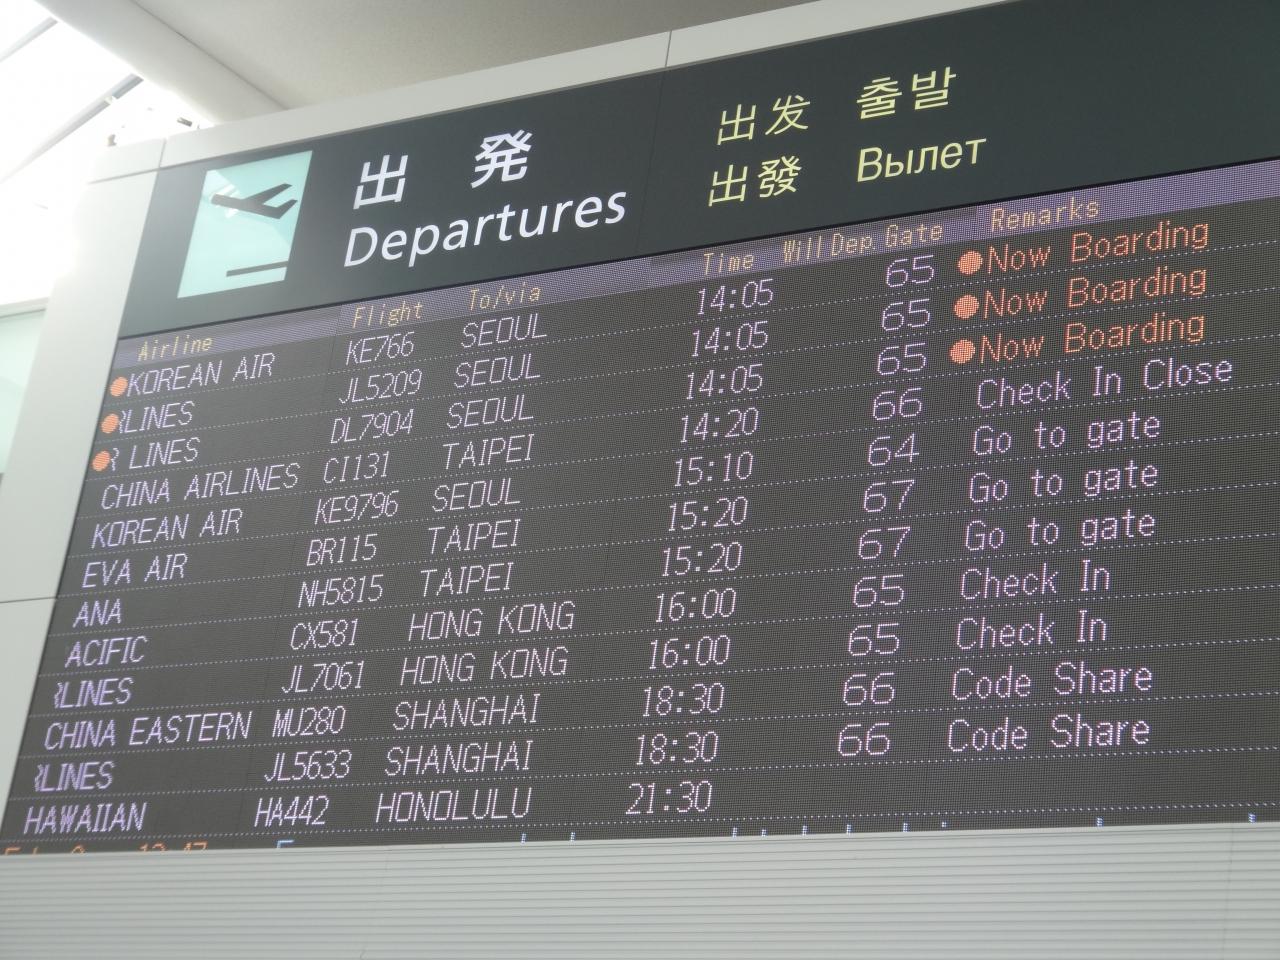 出発
Departures
出发 출발
出發 Вылет
Airline Flight To/via Time Will Dep. Gate Remarks
KOREAN AIR KE766 SEOUL 14:05 65 Now Boarding
LINES JL5209 SEOUL 14:05 65 Now Boarding
LINES DL7904 SEOUL 14:05 65 Now Boarding
CHINA AIRLINES CI131 TAIPEI 14:20 66 Check In Close
KOREAN AIR KE9796 SEOUL 15:10 64 Go to gate
EVA AIR BR115 TAIPEI 15:20 67 Go to gate
ANA NH5815 TAIPEI 15:20 67 Go to gate
ACIFIC CX581 HONG KONG 16:00 65 Check In
LINES JL7061 HONG KONG 16:00 65 Check In
CHINA EASTERN MU280 SHANGHAI 18:30 66 Code Share
LINES JL5633 SHANGHAI 18:30 66 Code Share
HAWAIIAN HA442 HONOLULU 21:30